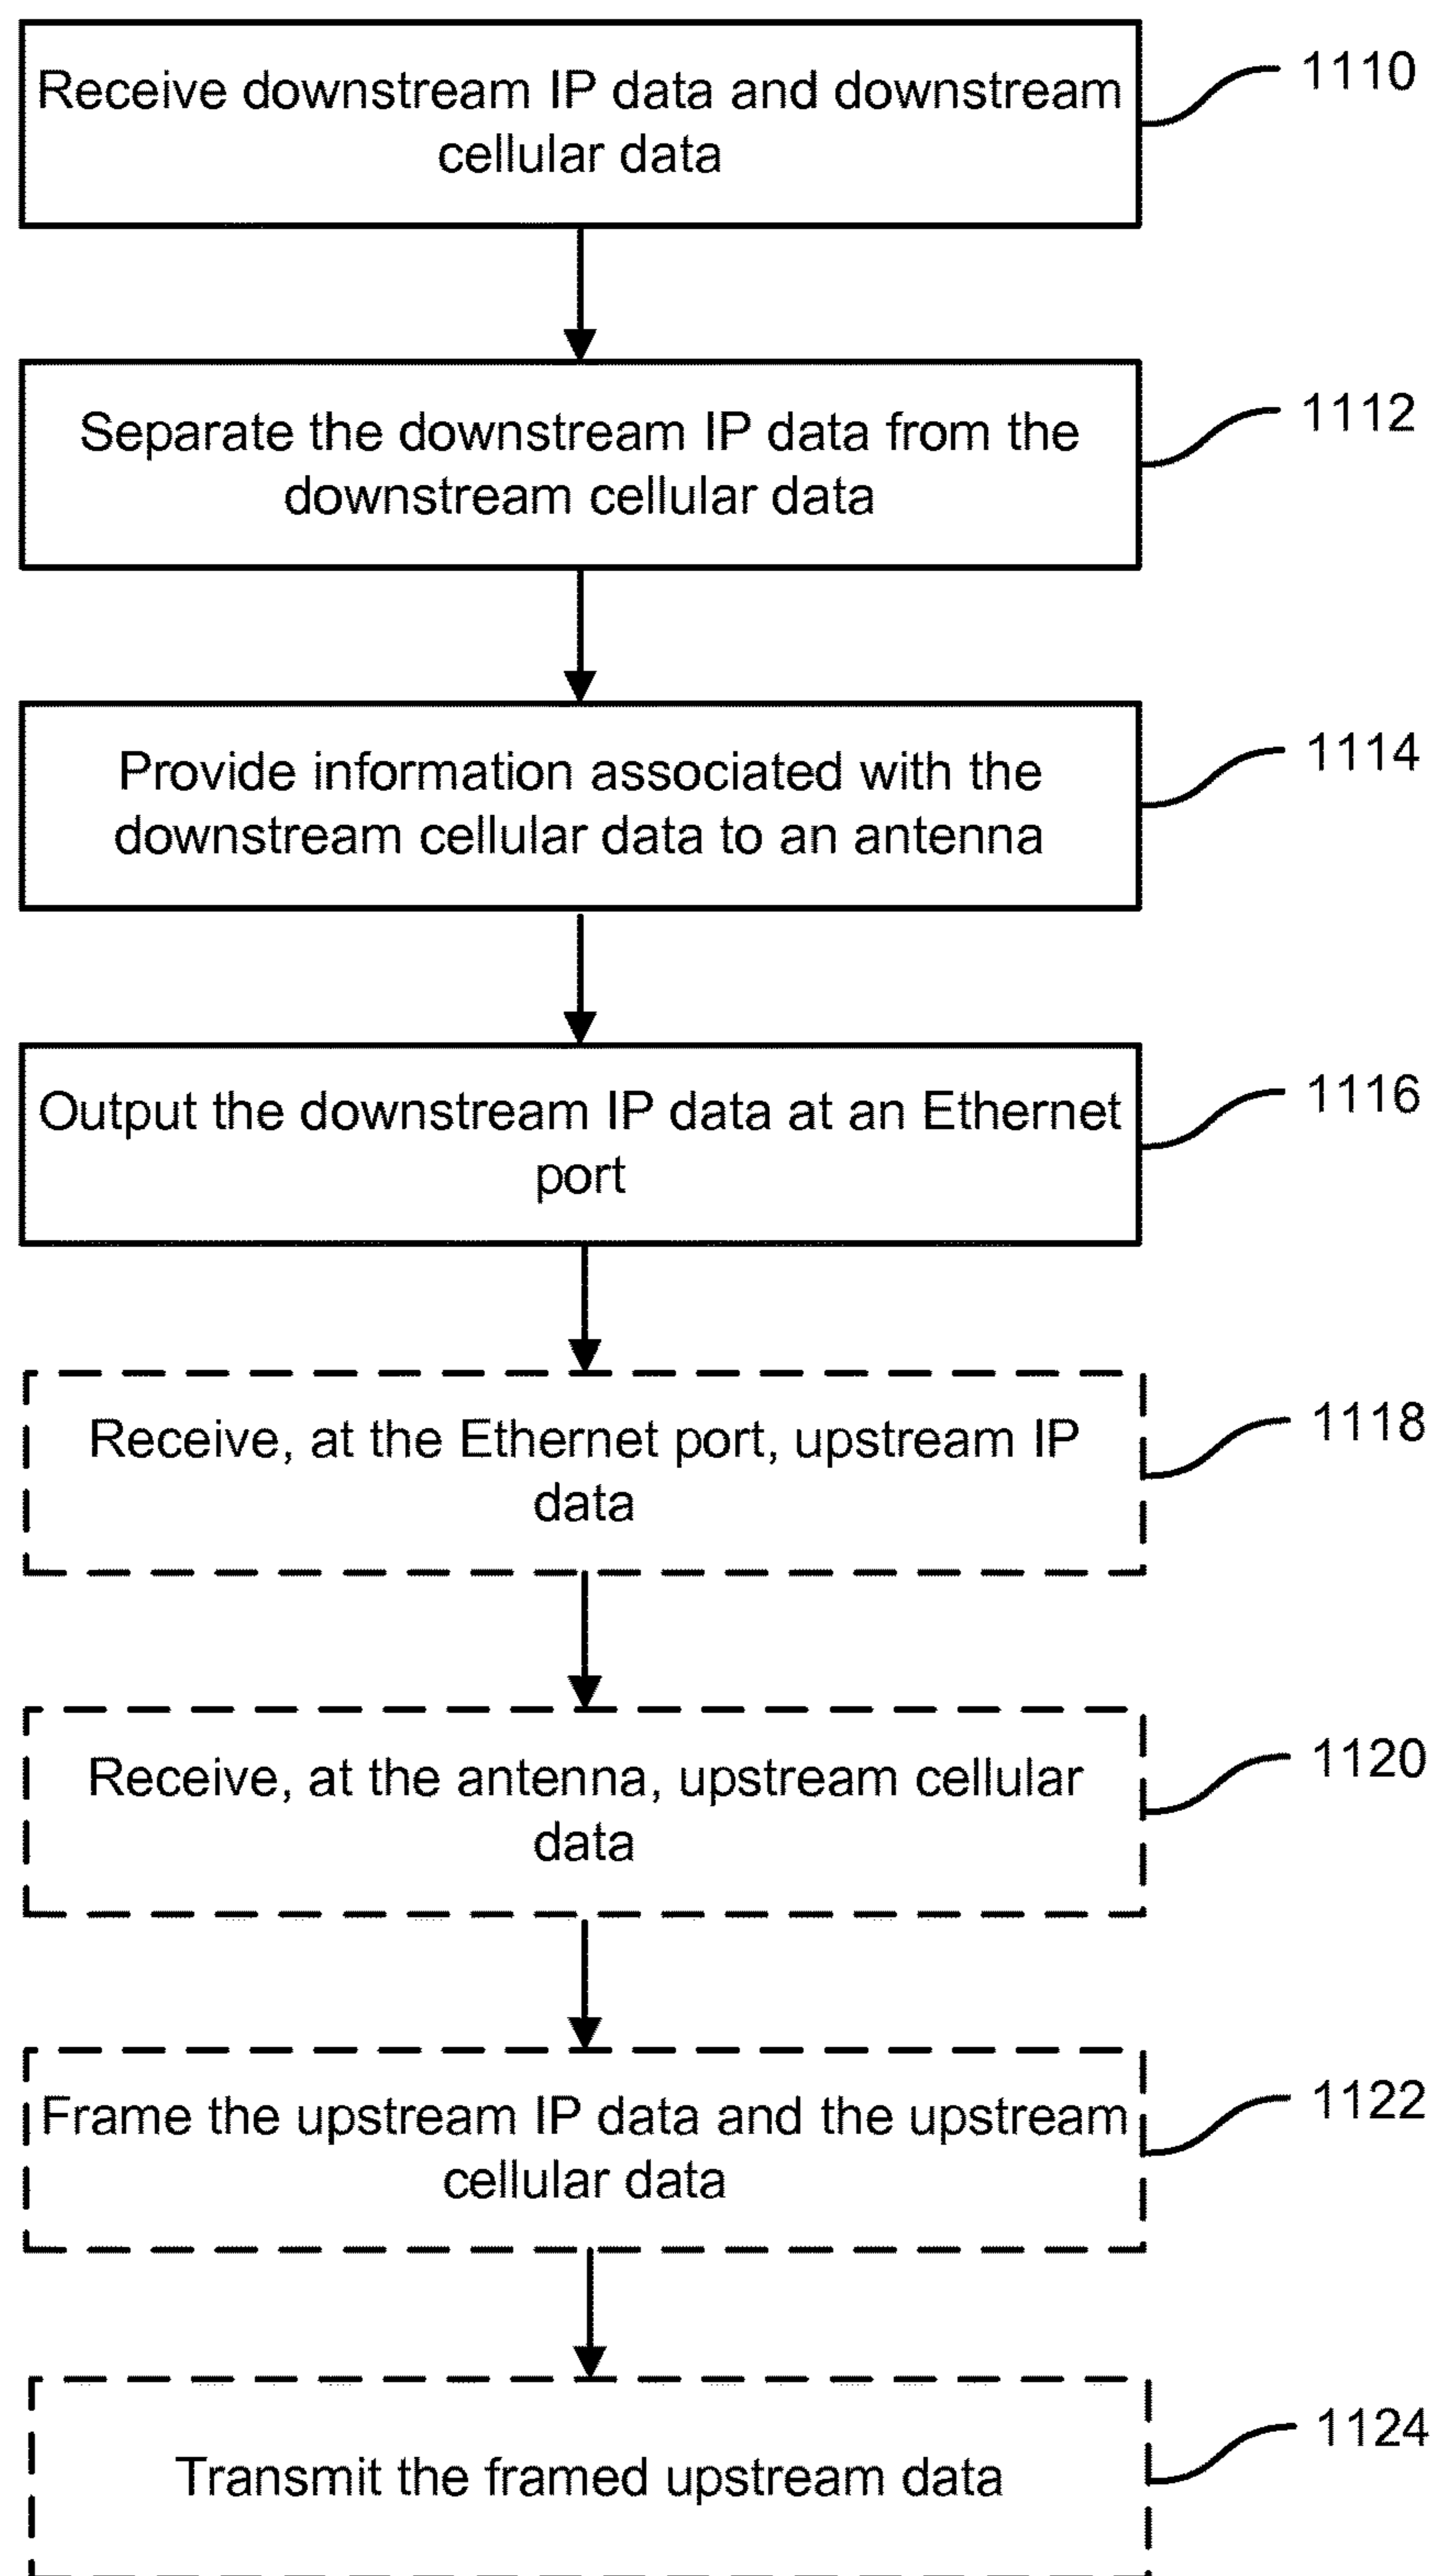 Receive downstream IP data and downstream
cellular data
1110
Separate the downstream IP data from the
downstream cellular data
1112
Provide information associated with the
downstream cellular data to an antenna
1114
Output the downstream IP data at an Ethernet
port
1116
Receive, at the Ethernet port, upstream IP
data
1118
Receive, at the antenna, upstream cellular
data
1120
Frame the upstream IP data and the upstream
cellular data
1122
Transmit the framed upstream data
1124